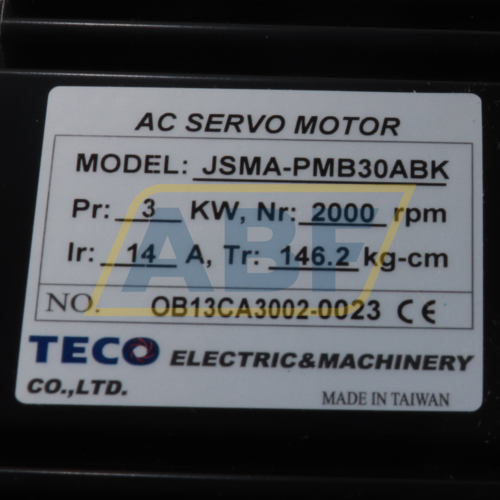 AC SERVO MOTOR
MODEL: JSMA-PMB30ABK
Pr: 3 KW, Nr: 2000 rpm
Ir: 14 A, Tr: 146.2 kg-cm
NO. OB13CA3002-0023 CE
TECO ELECTRIC&MACHINERY
CO.,LTD.
MADE IN TAIWAN
ABF